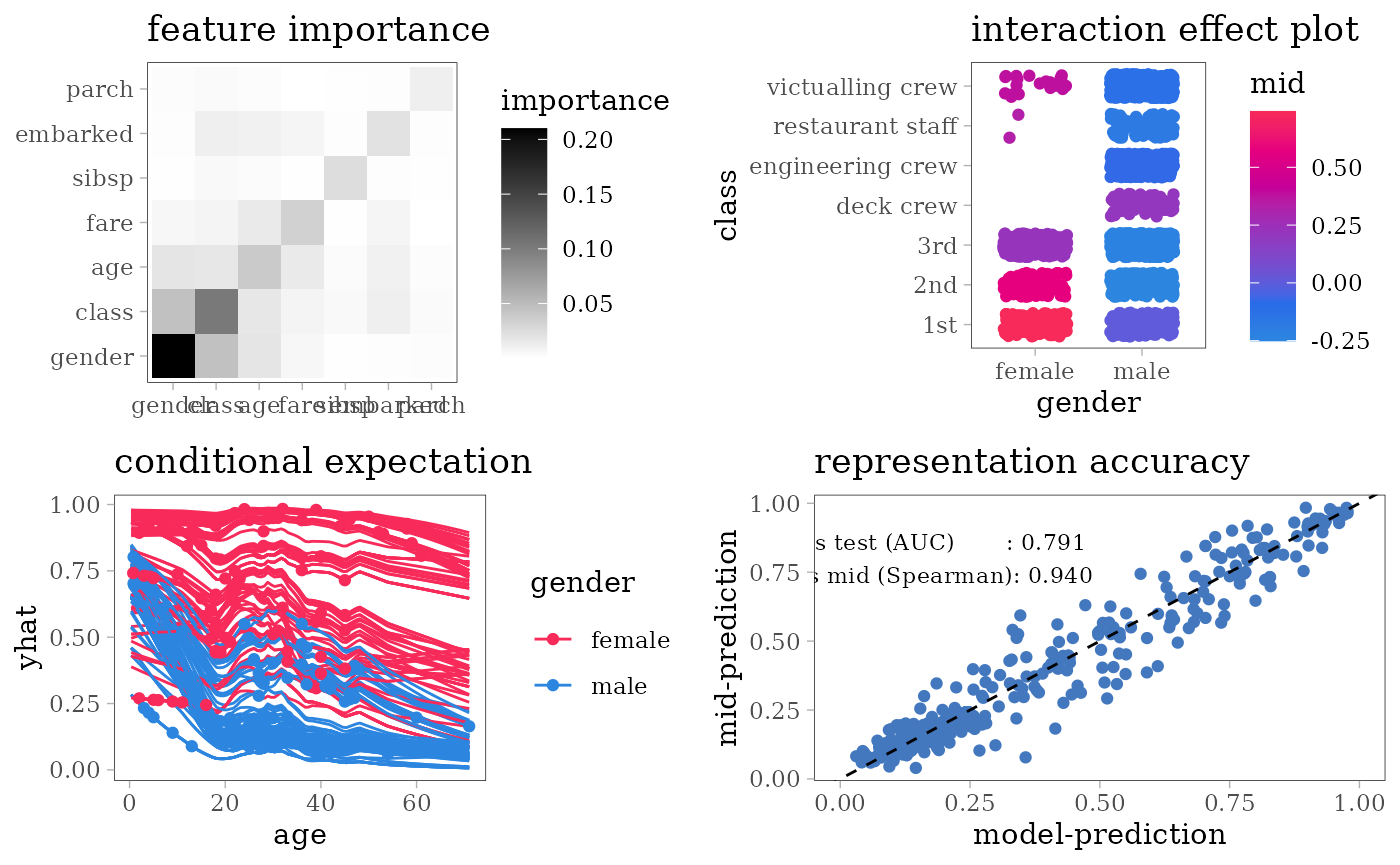 feature importance
parch
embarked
sibsp
fare
age
class
gender
gender class age fare sibsp embarked parch
importance
0.20
0.15
0.10
0.05
interaction effect plot
class
victualling crew
restaurant staff
engineering crew
deck crew
3rd
2nd
1st
female male
gender
mid
0.50
0.25
0.00
-0.25
conditional expectation
yhat
1.00
0.75
0.50
0.25
0.00
0 20 40 60
age
gender
female
male
representation accuracy
mid-prediction
1.00
0.75
0.50
0.25
0.00
s test (AUC) : 0.791
s mid (Spearman): 0.940
0.00 0.25 0.50 0.75 1.00
model-prediction